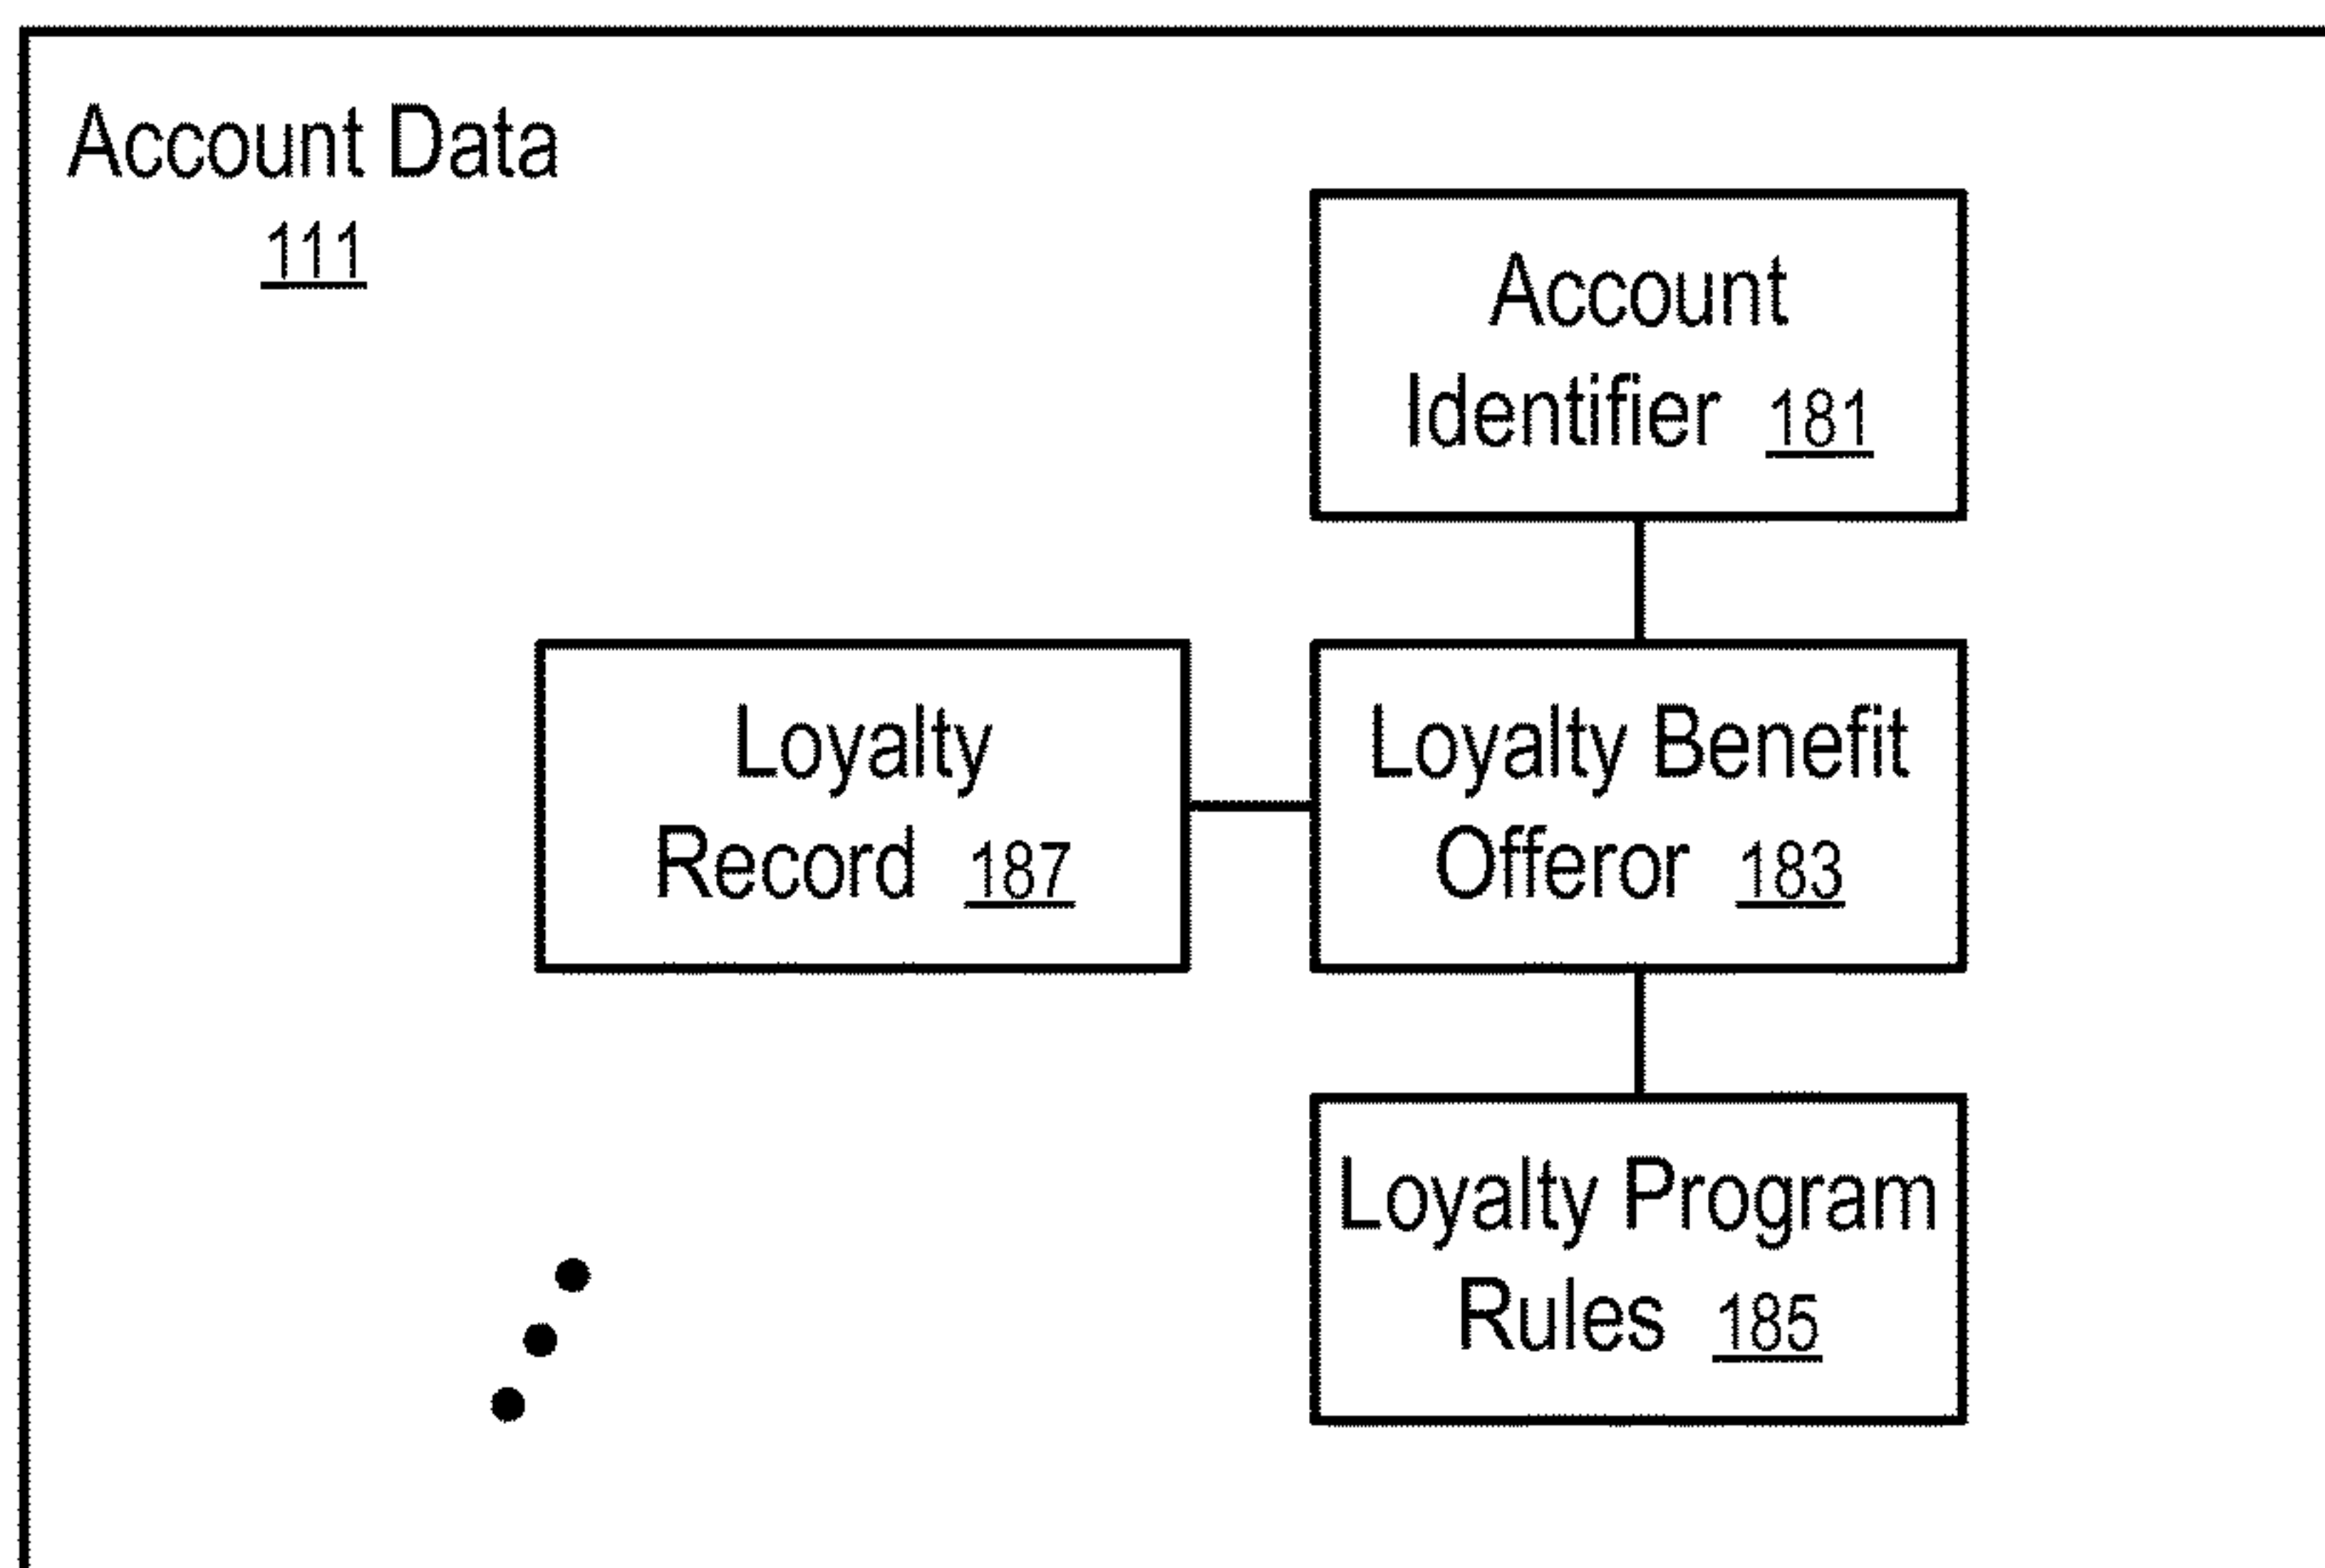 Account Data
111
Account
Identifier 181
Loyalty
Record 187
Loyalty Benefit
Offeror 183
Loyalty Program
Rules 185